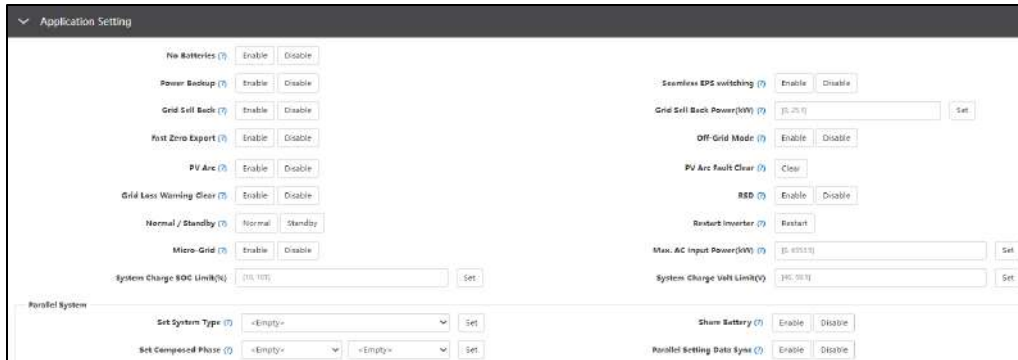 Application Setting
No Batteries (?) Enable Disable
Power Backup (?) Enable Disable Seamless EPS switching (?) Enable Disable
Grid Sell Back (?) Enable Disable Grid Sell Back Power(kW) (?) Set
Fast Zero Export (?) Enable Disable Off-Grid Mode (?) Enable Disable
PV Arc (?) Enable Disable PV Arc Fault Clear (?) Clear
Grid Loss Warning Clear (?) Enable Disable RSD (?) Enable Disable
Normal / Standby (?) Normal Standby Restart Inverter (?) Restart
Micro-Grid (?) Enable Disable Max. AC Input Power(kW) (?) Set
System Charge SOC Limit(%) [10, 101] Set System Charge Volt Limit(V) Set
Parallel System
Set System Type (?) <Empty> Set Share Battery (?) Enable Disable
Set Composed Phase (?) <Empty> <Empty> Set Parallel Setting Data Sync (?) Enable Disable